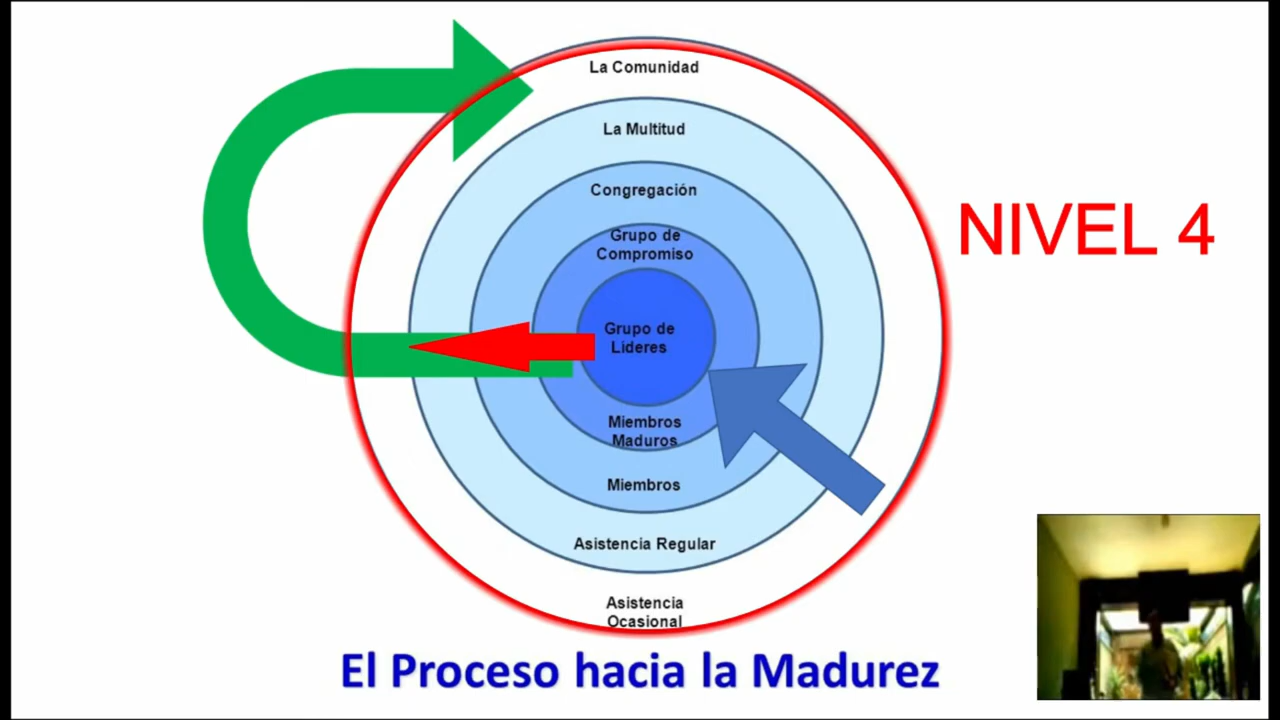 La Comunidad
La Multitud
Congregación
Grupo de
Compromiso
NIVEL 4
Grupo de
Lideres
Miembros
Maduros
Miembros
Asistencia Regular
Asistencia
Ocasional
El Proceso hacia la Madurez